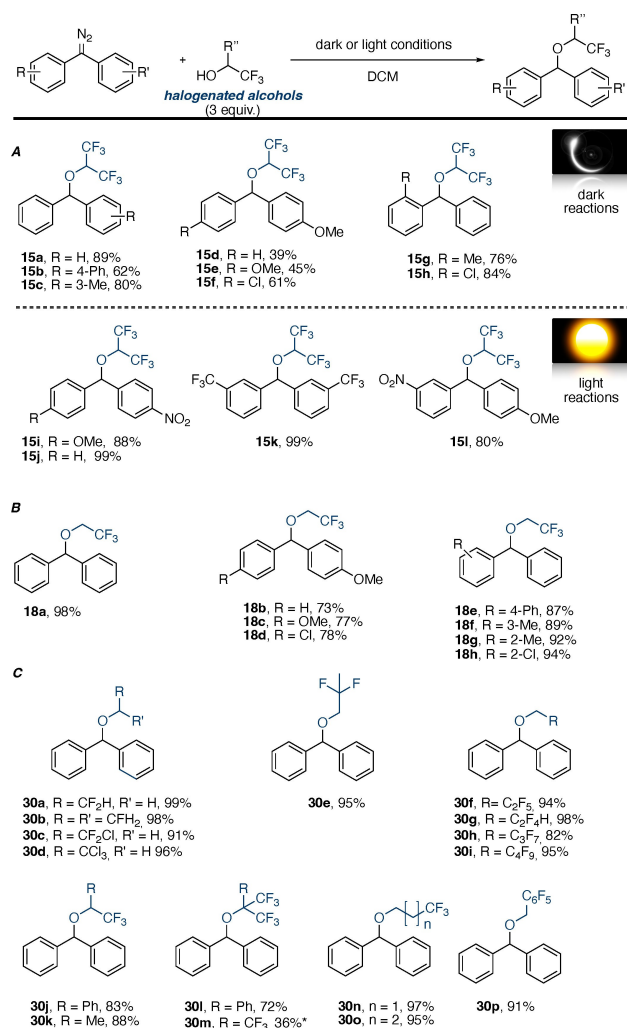 N2
R
R'
+
R''
HO
CF3
halogenated alcohols
(3 equiv.)
dark or light conditions
DCM
R''
O
CF3
R
R'
A
CF3
O
CF3
R
15a, R = H, 89%
15b, R = 4-Ph, 62%
15c, R = 3-Me, 80%
CF3
O
CF3
R
OMe
15d, R = H, 39%
15e, R = OMe, 45%
15f, R = Cl, 61%
CF3
R
O
CF3
15g, R = Me, 76%
15h, R = Cl, 84%
dark
reactions
CF3
O
CF3
R
NO2
15i, R = OMe, 88%
15j, R = H, 99%
CF3
O
CF3
F3C
CF3
15k, 99%
CF3
O
CF3
NO2
OMe
15l, 80%
light
reactions
B
O
CF3
18a, 98%
O
CF3
R
OMe
18b, R = H, 73%
18c, R = OMe, 77%
18d, R = Cl, 78%
O
CF3
R
18e, R = 4-Ph, 87%
18f, R = 3-Me, 89%
18g, R = 2-Me, 92%
18h, R = 2-Cl, 94%
C
R
O
R'
30a, R = CF2H, R' = H, 99%
30b, R = R' = CFH2, 98%
30c, R = CF2Cl, R' = H, 91%
30d, R = CCl3, R' = H 96%
F
F
O
30e, 95%
O
R
30f, R = C2F5, 94%
30g, R = C2F4H, 98%
30h, R = C3F7, 82%
30i, R = C4F9, 95%
R
O
CF3
30j, R = Ph, 83%
30k, R = Me, 88%
R
CF3
O
CF3
30l, R = Ph, 72%
30m, R = CF3, 36%*
O
CF3
n
30n, n = 1, 97%
30o, n = 2, 95%
C6F5
O
30p, 91%